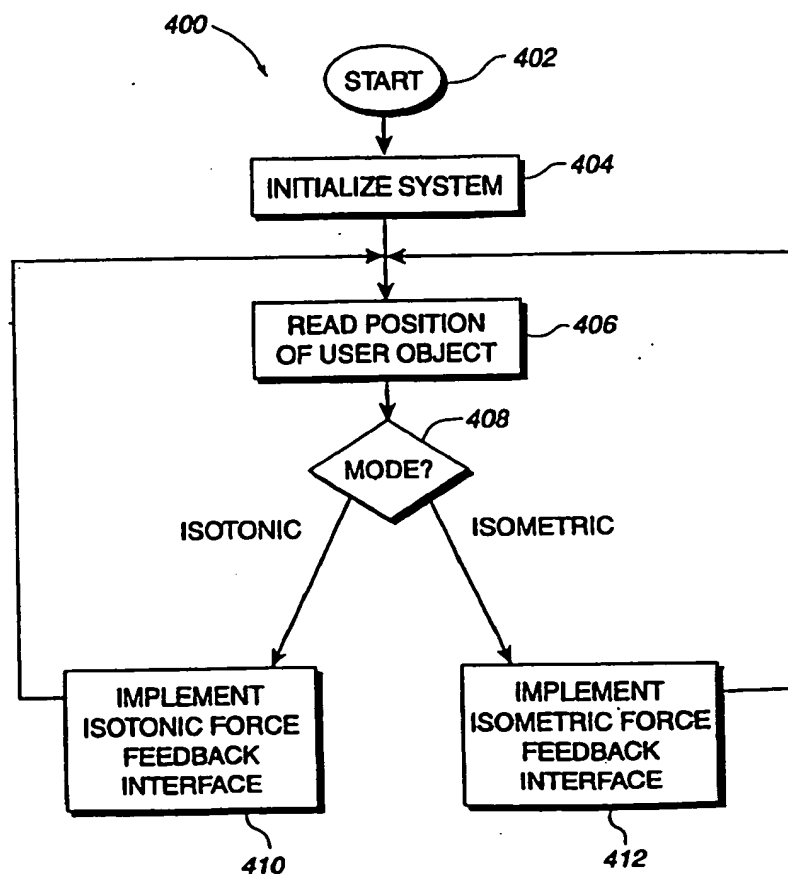 400
402
START
404
INITIALIZE SYSTEM
READ POSITION
OF USER OBJECT
406
408
MODE?
ISOTONIC
ISOMETRIC
IMPLEMENT
ISOTONIC FORCE
FEEDBACK
INTERFACE
IMPLEMENT
ISOMETRIC FORCE
FEEDBACK
INTERFACE
410
412